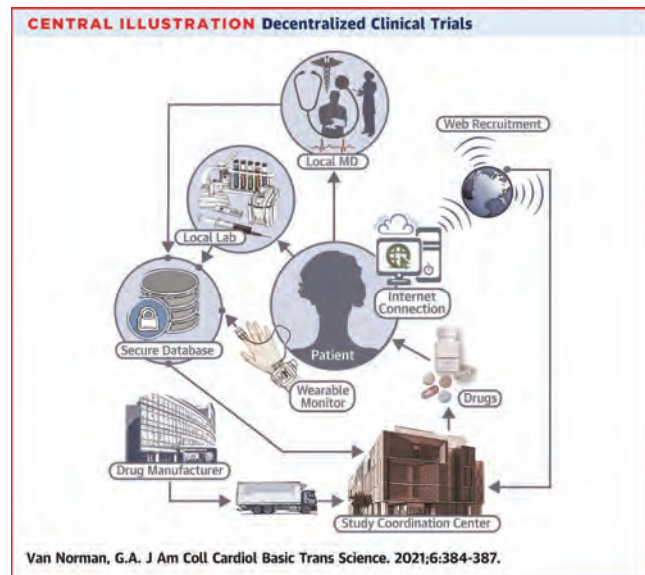 CENTRAL ILLUSTRATION Decentralized Clinical Trials
Local MD
Web Recruitment
Local Lab
Internet
Connection
Secure Database
Patient
Wearable
Monitor
Drugs
Drug Manufacturer
Study Coordination Center
Van Norman, G.A. J Am Coll Cardiol Basic Trans Science. 2021;6:384-387.